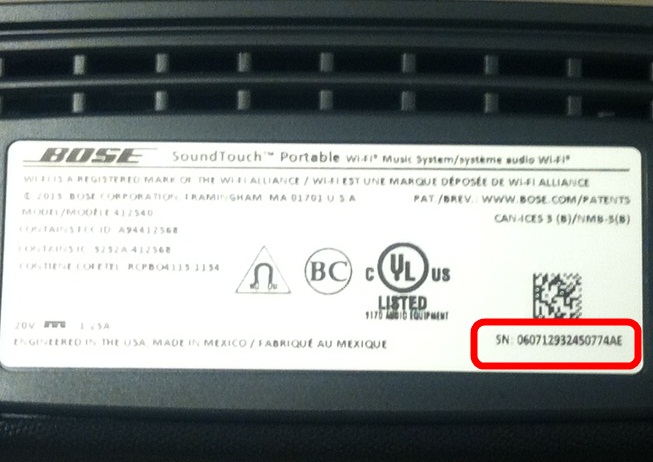 BOSE SoundTouch™ Portable Wi-Fi® Music System/système audio Wi-Fi®
WI-FI IS A REGISTERED MARK OF THE WI-FI ALLIANCE / WI-FI EST UNE MARQUE DÉPOSÉE DE WI-FI ALLIANCE
© 2013 BOSE CORPORATION, FRAMINGHAM, MA 01701 U S A PAT./BREV.: WWW.BOSE.COM/PATENTS
MODEL/MODÈLE 412540 CAN-ICES 3 (B)/NMB-3(B)
CONTAINS FCC ID: A94412568
CONTAINS IC: 3232A-412568
CONTIENE COFETEL: RCPBO4113-1134
BC
C UL US
LISTED
117D AUDIO EQUIPMENT
20V 1.25A
SN: 060712932450774AE
ENGINEERED IN THE USA, MADE IN MEXICO / FABRIQUÉ AU MEXIQUE